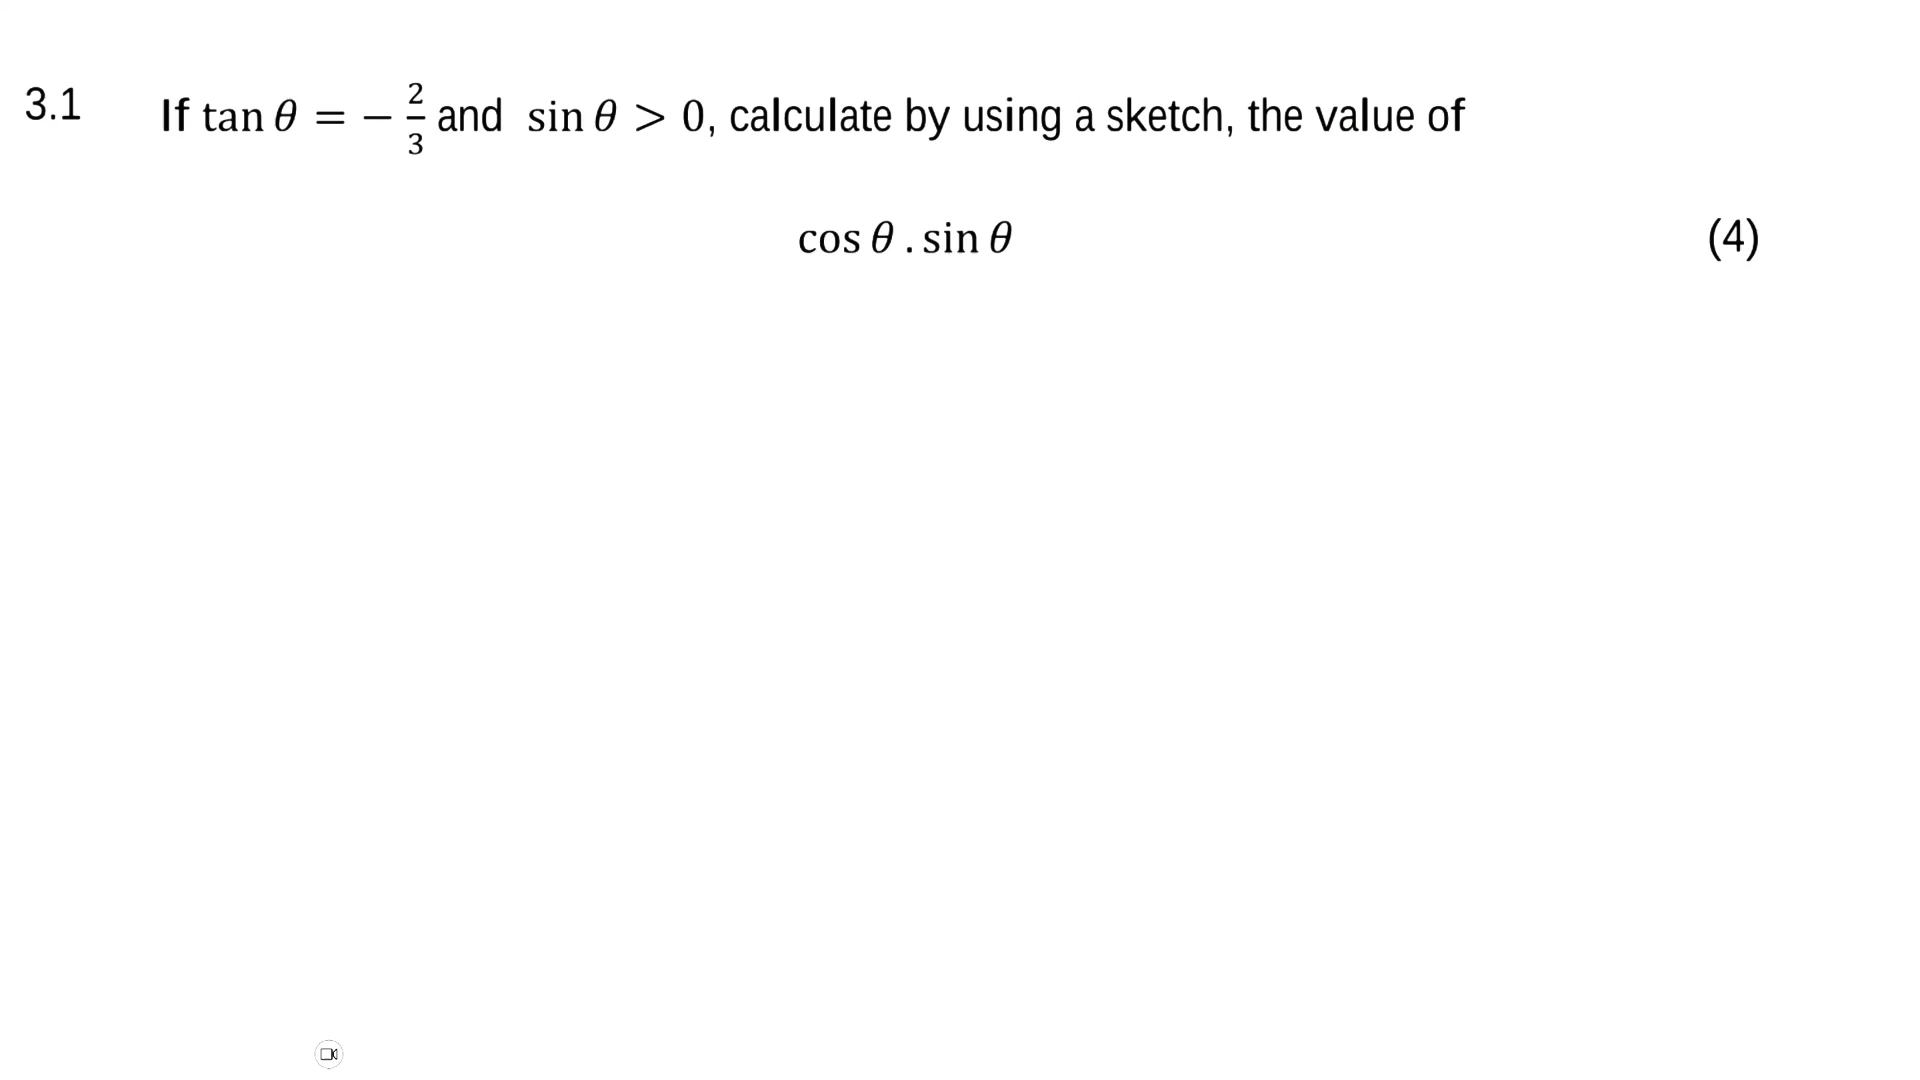 3.1 If tan θ = − 2/3 and sin θ > 0, calculate by using a sketch, the value of
cos θ . sin θ (4)